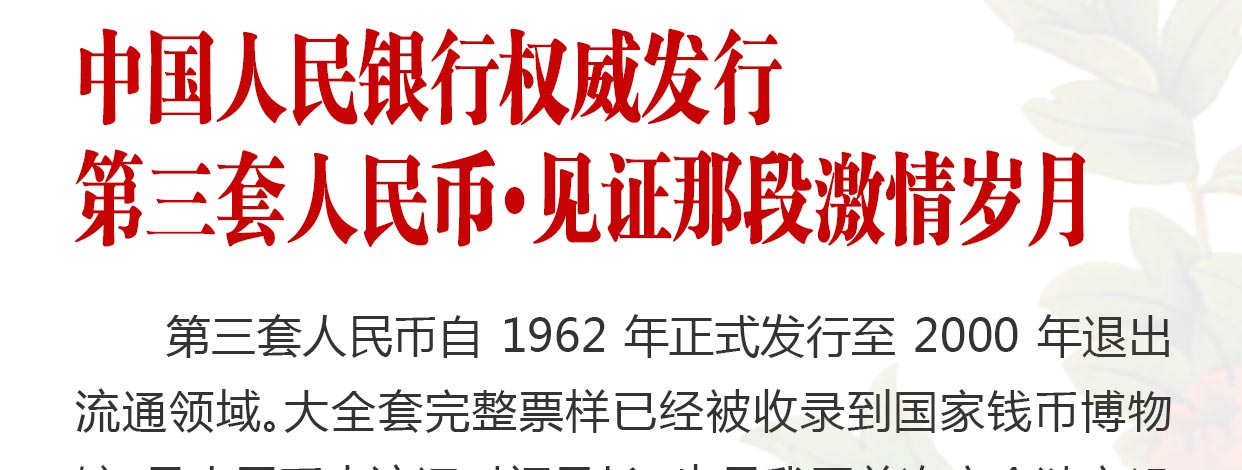 中国人民银行权威发行
第三套人民币·见证那段激情岁月
第三套人民币自 1962 年正式发行至 2000 年退出
流通领域。大全套完整票样已经被收录到国家钱币博物